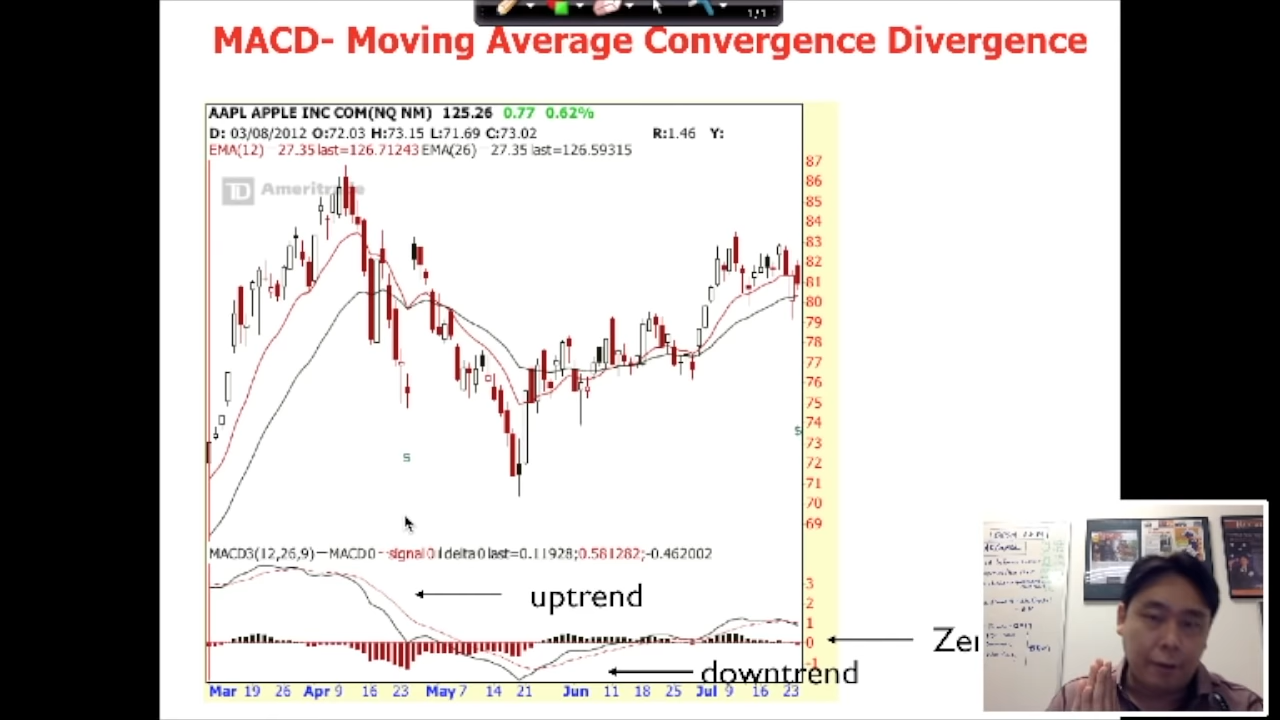 1/1
MACD- Moving Average Convergence Divergence
AAPL APPLE INC COM(NQ NM) 125.26 0.77 0.62%
D: 03/08/2012 O:72.03 H:73.15 L:71.69 C:73.02 R:1.46 Y:
EMA(12) 27.35 last=126.71243 EMA(26) 27.35 last=126.59315
TD Ameritrade
87
86
85
84
83
82
81
80
79
78
77
76
75
74
73
72
71
70
69
S
S
MACD3(12,26,9)—MACD0--signal0 delta0 last=0.11928;0.581282;-0.462002
3
2
1
0
-1
uptrend
Zer
downtrend
Mar 19 26 Apr 9 16 23 May 7 14 21 Jun 11 18 25 Jul 9 16 23